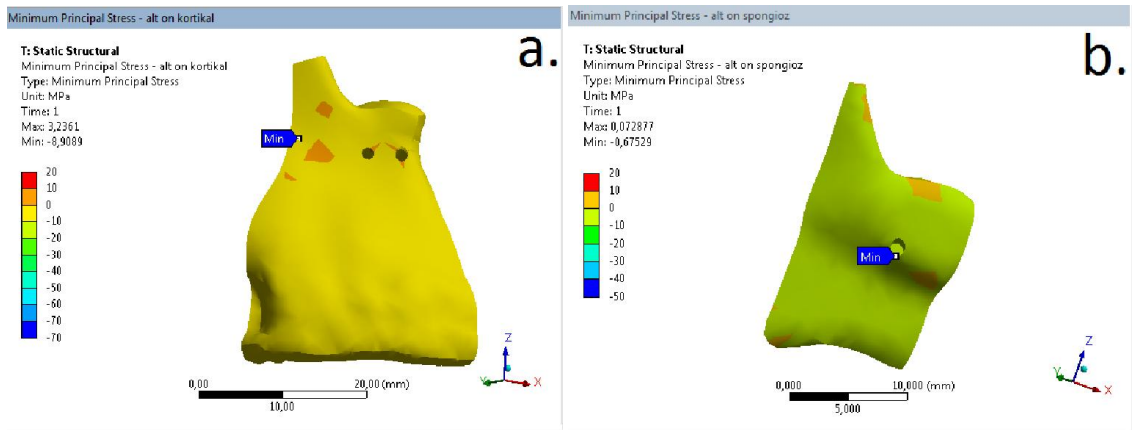 Minimum Principal Stress - alt on kortikal
a.
T: Static Structural
Minimum Principal Stress - alt on kortikal
Type: Minimum Principal Stress
Unit: MPa
Time: 1
Max: 3,2361
Min: -8,9089
Min
20
10
0
-10
-20
-30
-40
-50
-60
-70
-70
0,00
20,00 (mm)
10,00
Z
Y
X
Minimum Principal Stress - alt on spongioz
b.
T: Static Structural
Minimum Principal Stress - alt on spongioz
Type: Minimum Principal Stress
Unit: MPa
Time: 1
Max: 0,072877
Min: -0,67529
Min
20
10
0
-10
-20
-30
-40
-50
0,000
10,000 (mm)
5,000
Z
Y
X